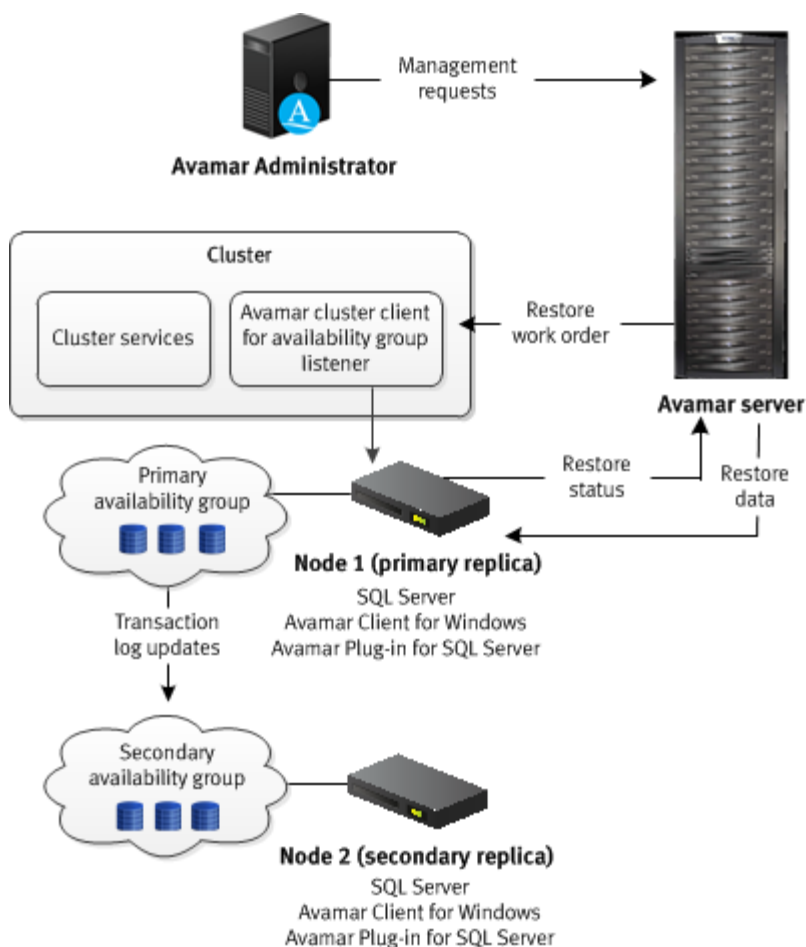 Management
requests
A
Avamar Administrator
Cluster
Cluster services
Avamar cluster client
for availability group
listener
Restore
work order
Avamar server
Primary
availability group
Restore
status
Restore
data
Node 1 (primary replica)
SQL Server
Avamar Client for Windows
Avamar Plug-in for SQL Server
Transaction
log updates
Secondary
availability group
Node 2 (secondary replica)
SQL Server
Avamar Client for Windows
Avamar Plug-in for SQL Server